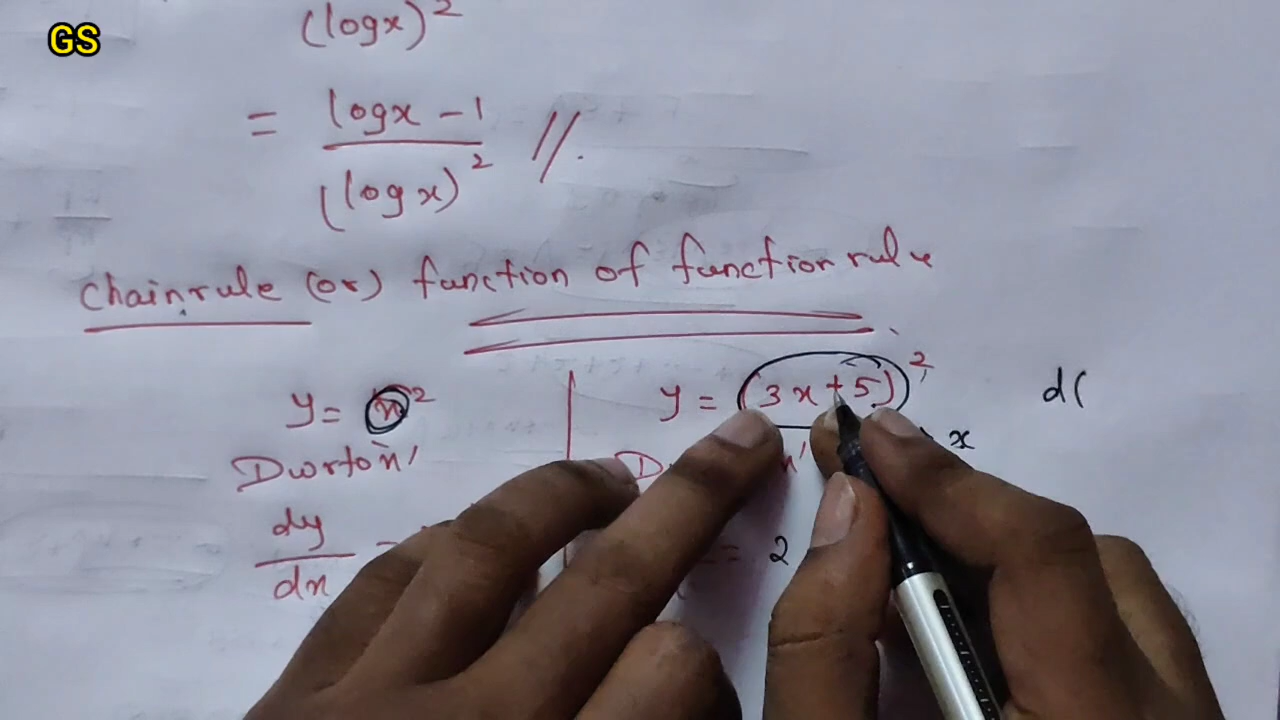 GS
(logx)²
= logx - 1 //.
(logx)²
Chainrule (or) function of function rule
y = x² y = (3x+5)² d(
Dwrto x' x' x
dy = 2
dx